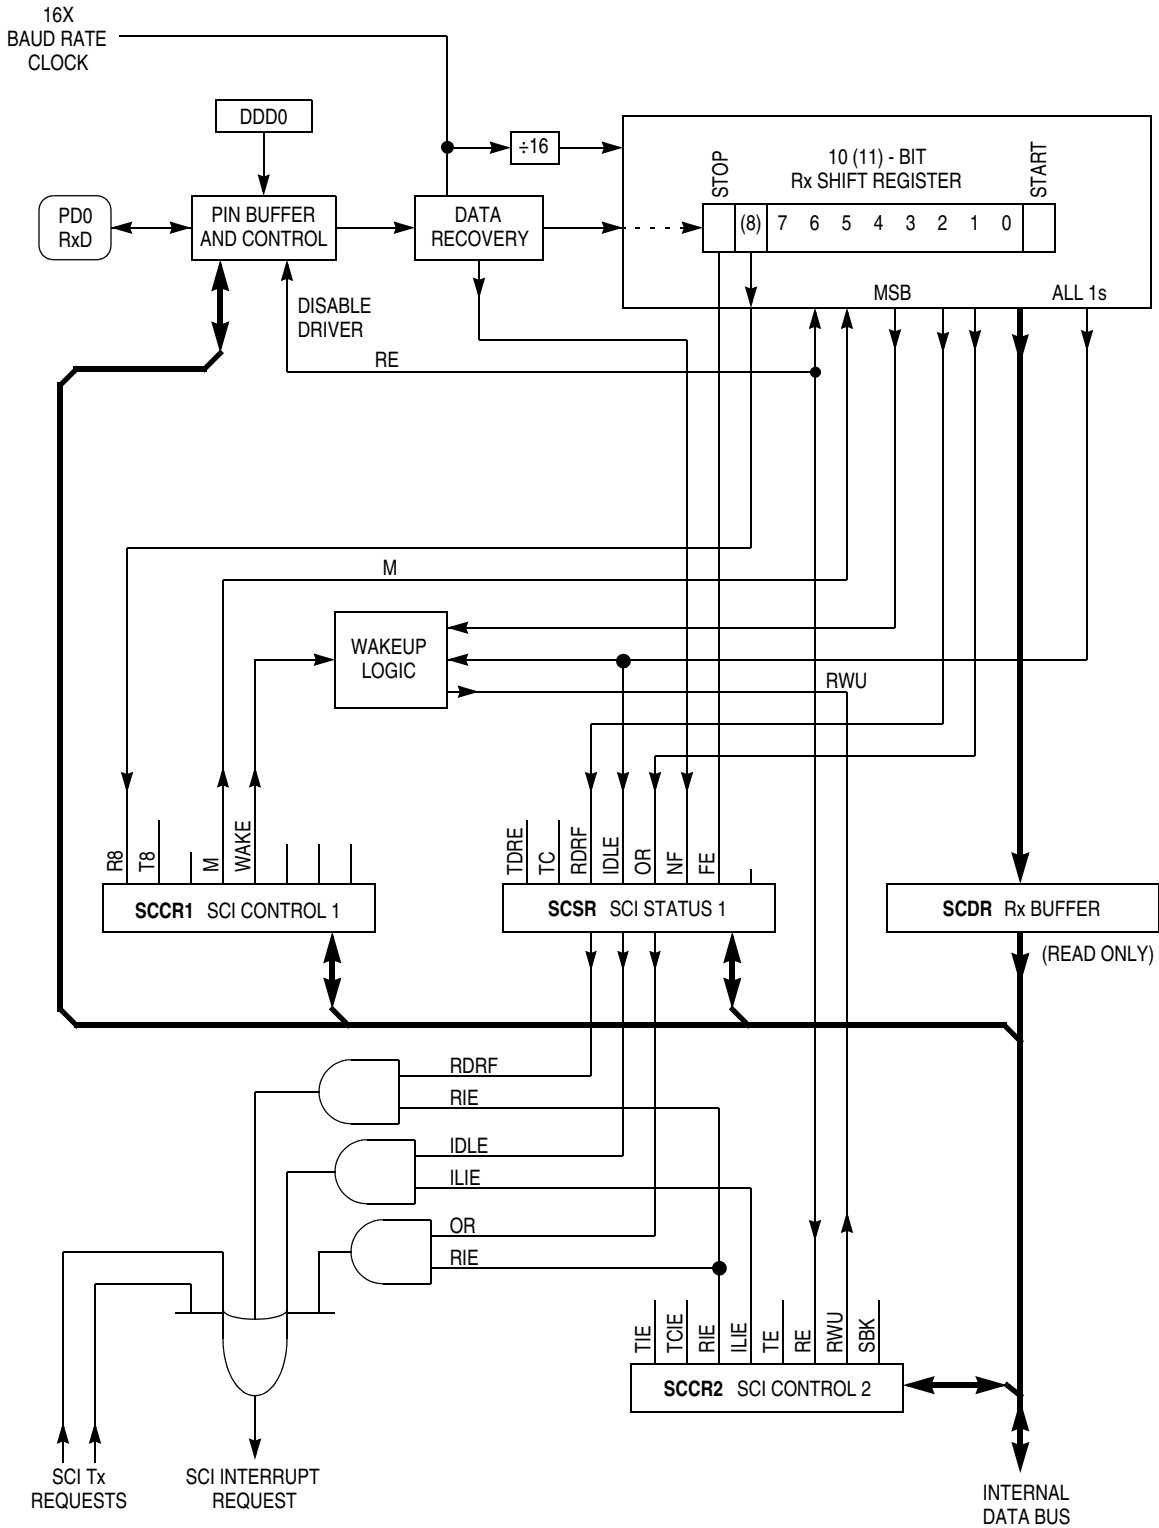 16X
BAUD RATE
CLOCK
DDD0
÷16
10 (11) - BIT
Rx SHIFT REGISTER
STOP
START
PD0
RxD
PIN BUFFER
AND CONTROL
DATA
RECOVERY
(8) 7 6 5 4 3 2 1 0
MSB
ALL 1s
DISABLE
DRIVER
RE
M
WAKEUP
LOGIC
RWU
R8
T8
M
WAKE
TDRE
TC
RDRF
IDLE
OR
NF
FE
SCCR1 SCI CONTROL 1
SCSR SCI STATUS 1
SCDR Rx BUFFER
(READ ONLY)
RDRF
RIE
IDLE
ILIE
OR
RIE
TIE
TCIE
RIE
ILIE
TE
RE
RWU
SBK
SCCR2 SCI CONTROL 2
SCI Tx
REQUESTS
SCI INTERRUPT
REQUEST
INTERNAL
DATA BUS